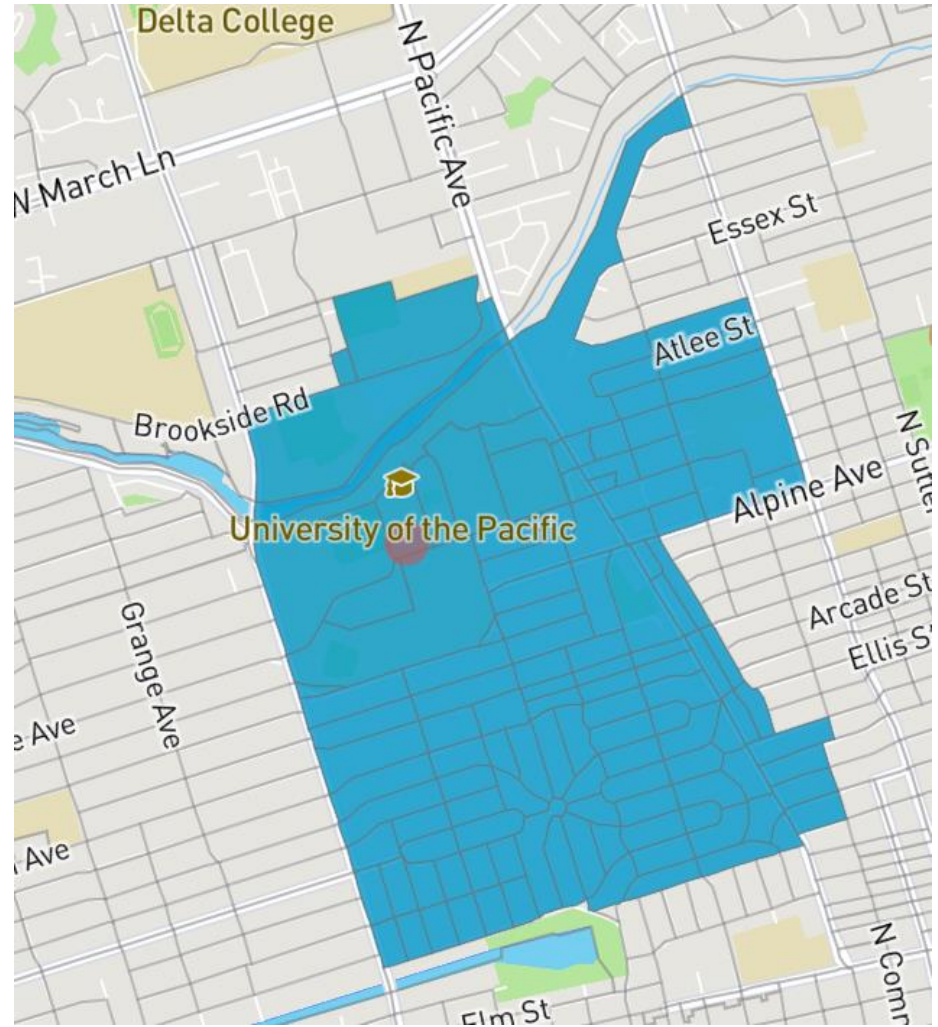 Delta College
N Pacific Ave
W March Ln
Essex St
Atlee St
Brookside Rd
N Sutter
Alpine Ave
University of the Pacific
Arcade St
Grange Ave
Ellis St
e Ave
Ave
N Comm
Elm St